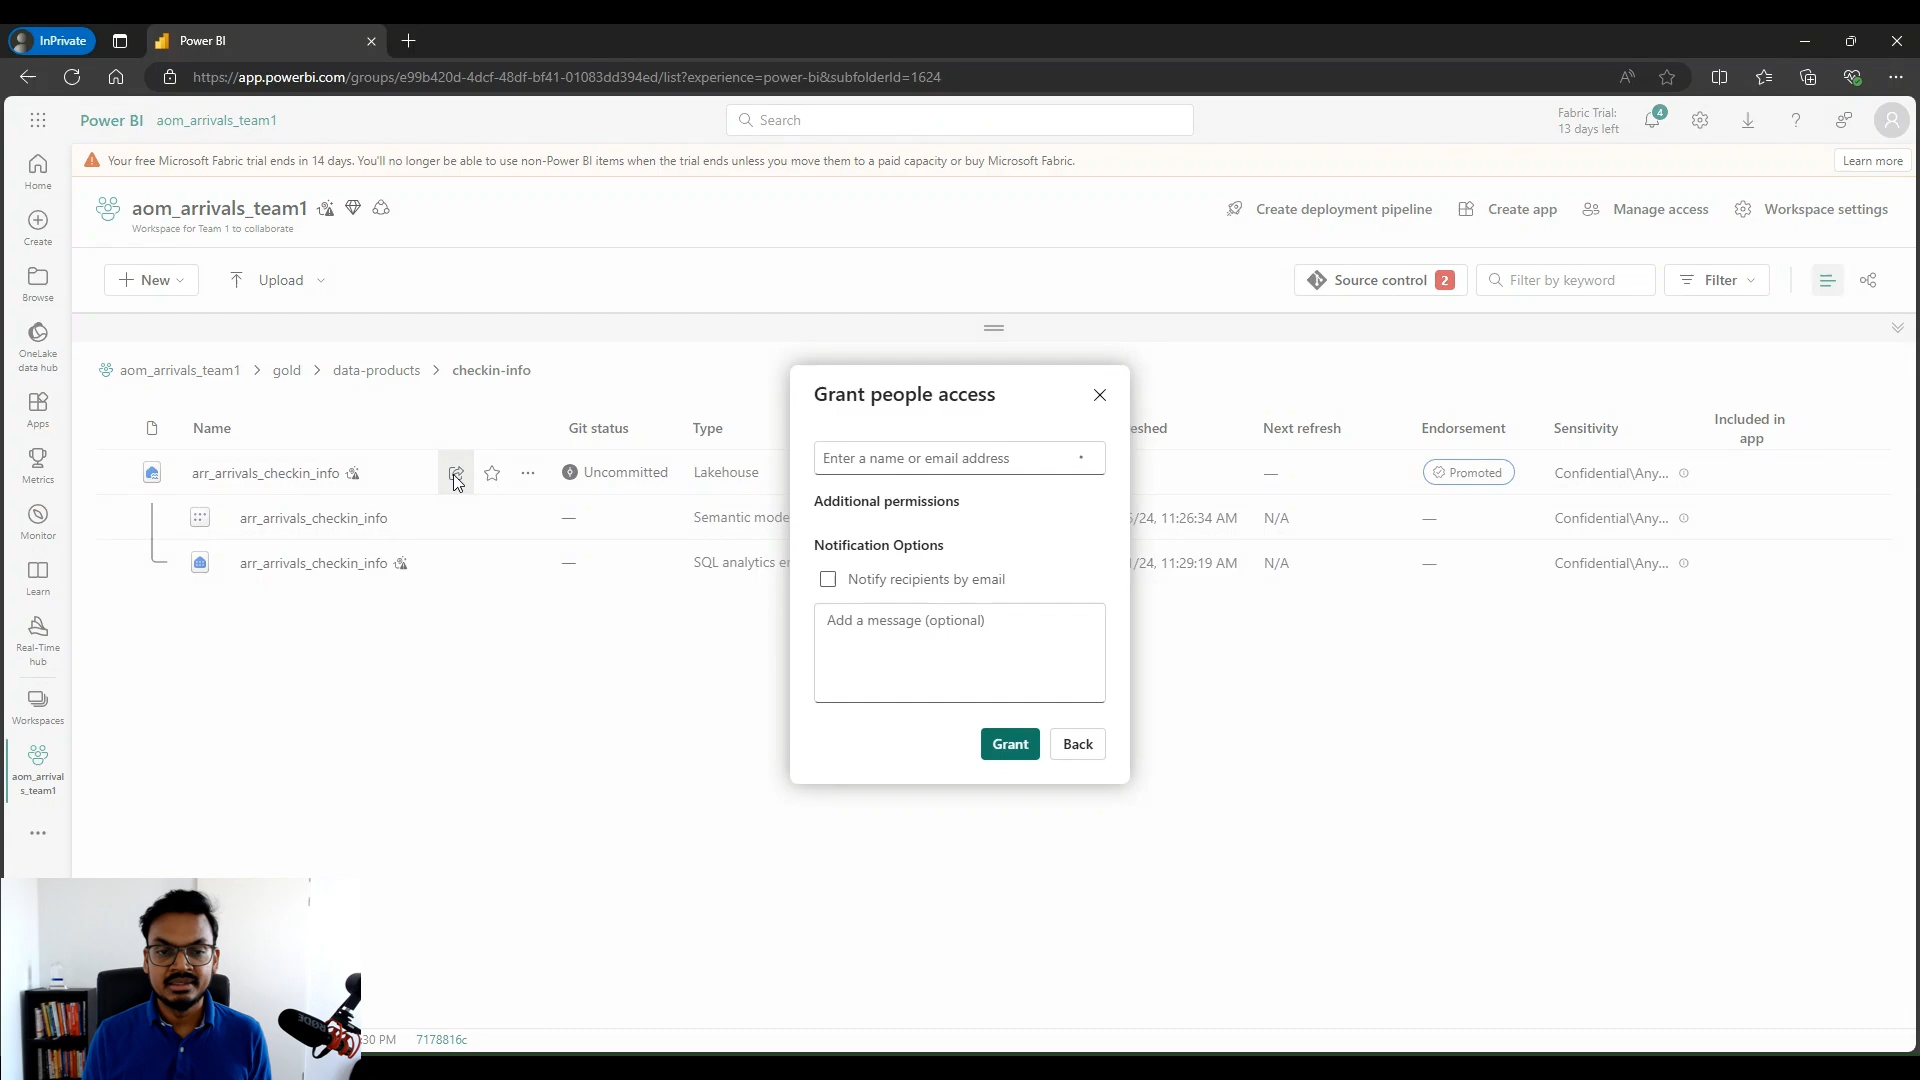 InPrivate
Power BI
https://app.powerbi.com/groups/e99b420d-4dcf-48df-bf41-01083dd394ed/list?experience=power-bi&subfolderId=1624
Power BI aom_arrivals_team1
Search
Fabric Trial:
13 days left
4
Your free Microsoft Fabric trial ends in 14 days. You'll no longer be able to use non-Power BI items when the trial ends unless you move them to a paid capacity or buy Microsoft Fabric.
Learn more
Home
Create
Browse
OneLake
data hub
Apps
Metrics
Monitor
Learn
Real-Time
hub
Workspaces
aom_arrival
s_team1
aom_arrivals_team1
Workspace for Team 1 to collaborate
Create deployment pipeline
Create app
Manage access
Workspace settings
New
Upload
Source control 2
Filter by keyword
Filter
aom_arrivals_team1 > gold > data-products > checkin-info
Name Git status Type eshed Next refresh Endorsement Sensitivity Included in
app
arr_arrivals_checkin_info Uncommitted Lakehouse — Promoted Confidential\Any...
arr_arrivals_checkin_info — Semantic mode /24, 11:26:34 AM N/A — Confidential\Any...
arr_arrivals_checkin_info — SQL analytics e /24, 11:29:19 AM N/A — Confidential\Any...
Grant people access
Enter a name or email address
Additional permissions
Notification Options
Notify recipients by email
Add a message (optional)
Grant
Back
:30 PM 7178816c
RØDE